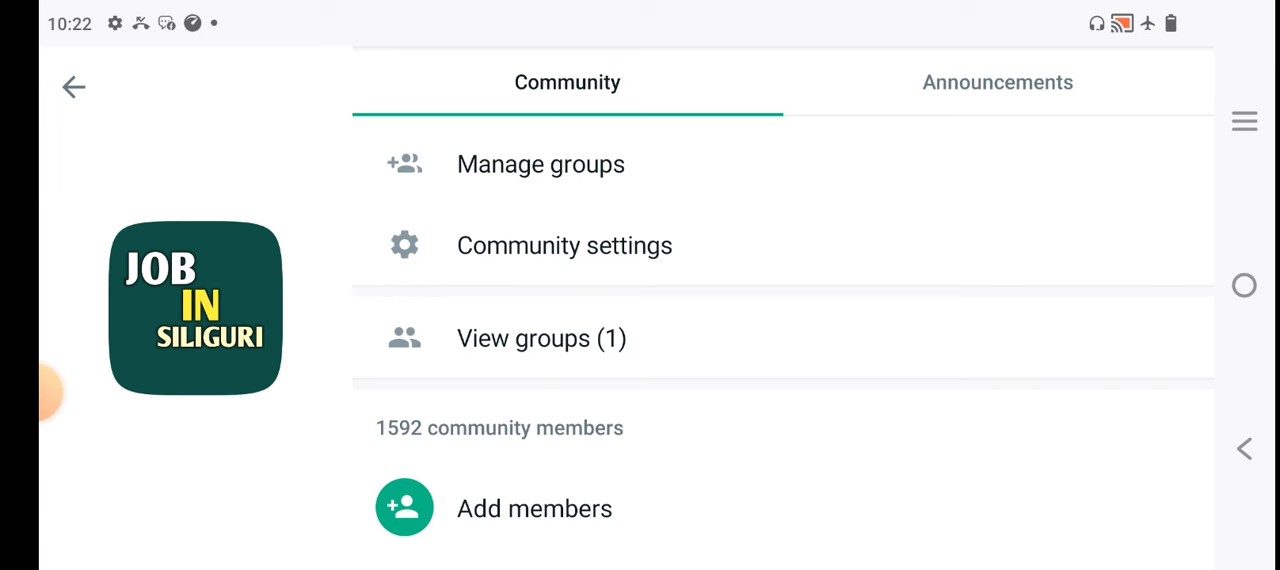 10:22
Community
Announcements
Manage groups
JOB
IN
SILIGURI
Community settings
View groups (1)
1592 community members
Add members